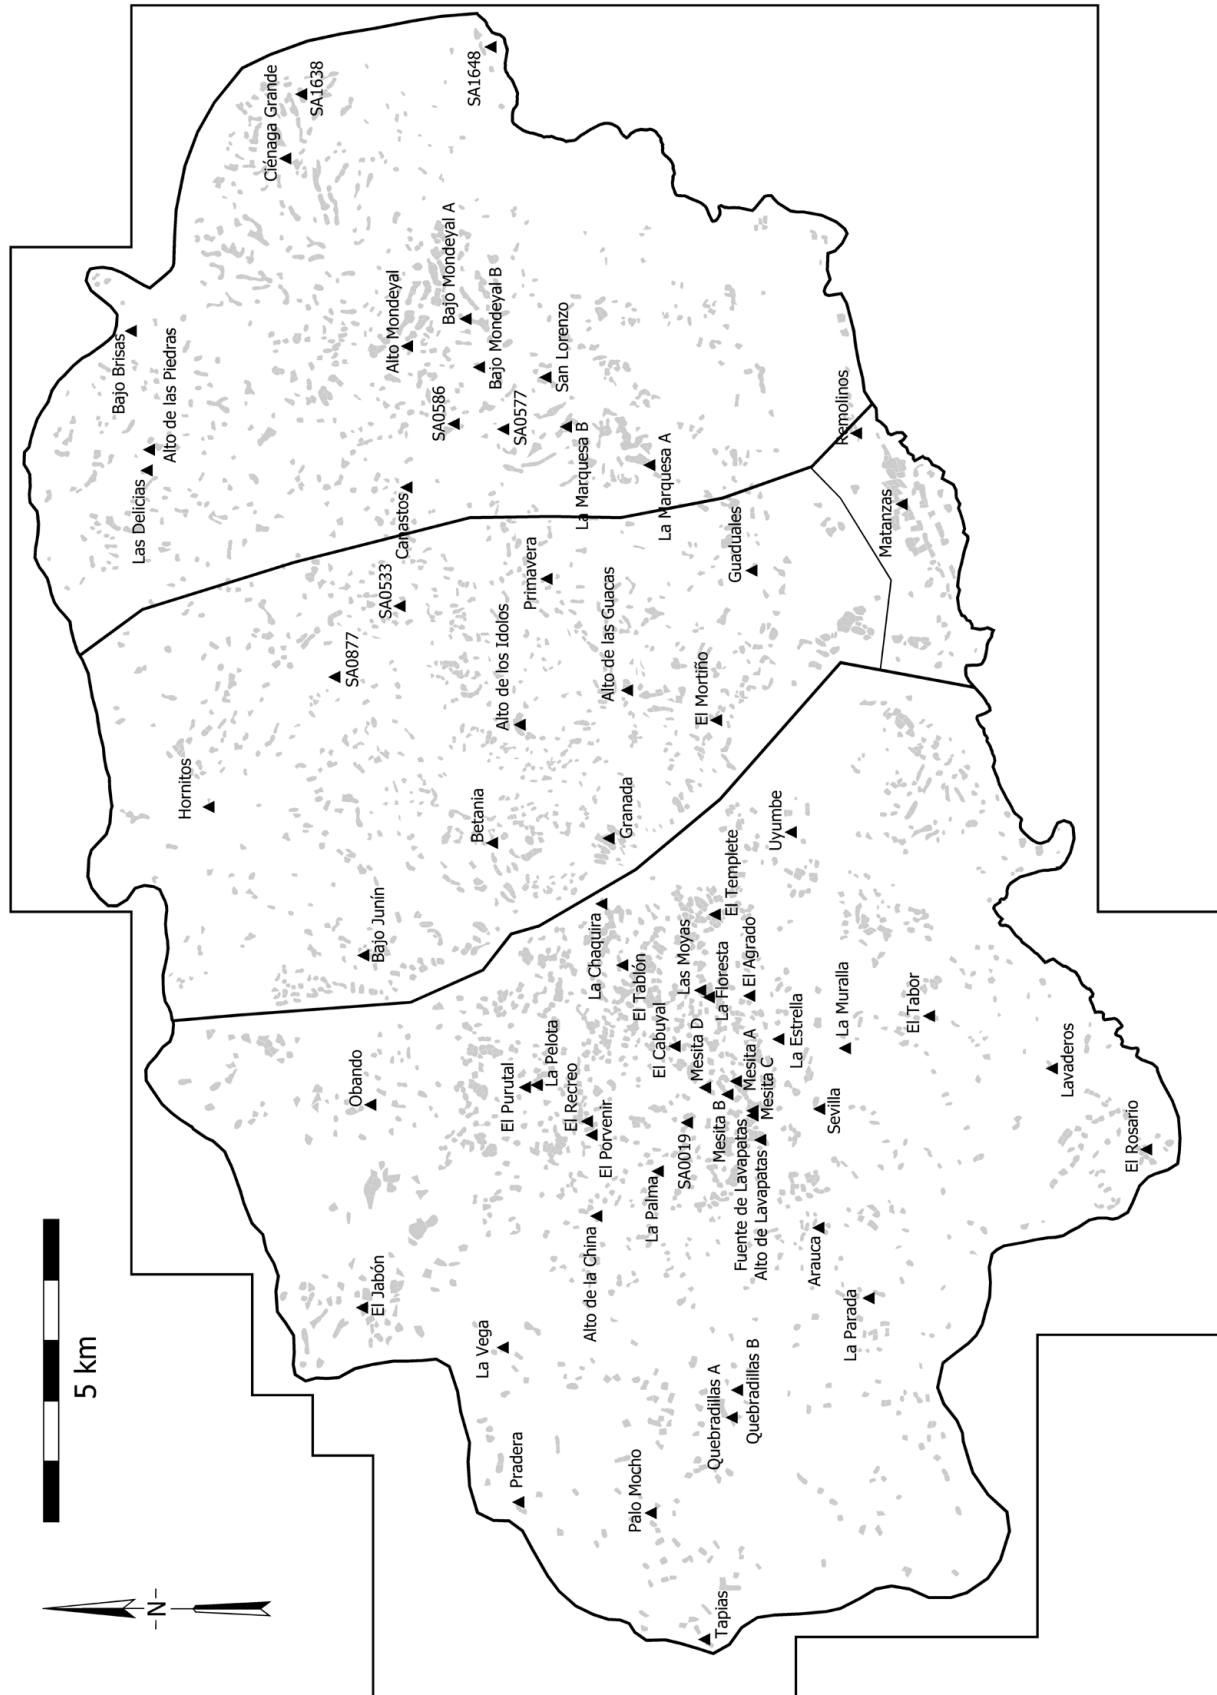 Ciénaga Grande
SA1638
SA1648
Bajo Brisas
Alto de las Piedras
Las Delicias
Alto Mondeyal
Bajo Mondeyal A
Bajo Mondeyal B
SA0586
SA0577
San Lorenzo
La Marquesa B
La Marquesa A
Canastos
Remolinos
Matanzas
SA0533
SA0877
Primavera
Guaduales
Alto de los Idolos
Alto de las Guacas
El Mortiño
Hornitos
Betania
Granada
Bajo Junín
Uyumbe
La Chaquira
El Templete
El Tablón
Las Moyas
La Floresta
El Agrado
El Cabuyal
Mesita D
La Estrella
La Muralla
El Tabor
Obando
El Purutal
La Pelota
El Recreo
El Porvenir
Mesita A
Mesita B
Mesita C
SA0019
Fuente de Lavapatas
Alto de Lavapatas
Sevilla
Lavaderos
El Rosario
La Palma
Alto de la China
Arauca
La Parada
El Jabón
La Vega
Quebradillas A
Quebradillas B
Pradera
Palo Mocho
Tapias
5 km
-N-